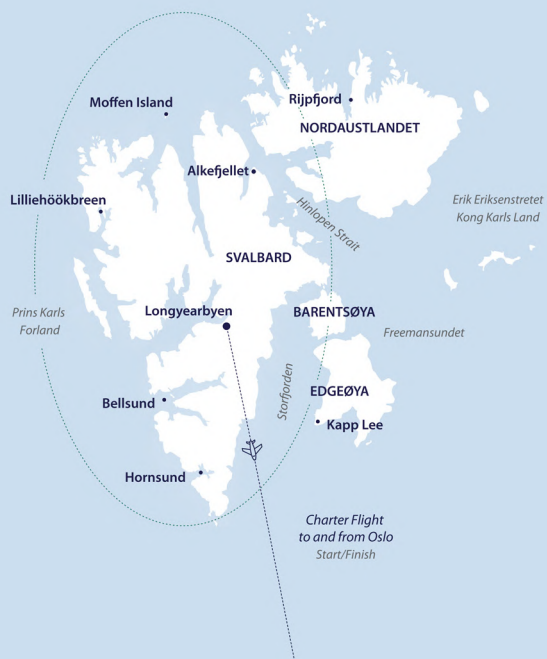 Moffen Island
Rijpfjord
NORDAUSTLANDET
Alkefjellet
Lilliehöökbreen
Erik Eriksenstretet
Kong Karls Land
Hinlopen Strait
SVALBARD
Prins Karls
Forland
Longyearbyen
BARENTSØYA
Freemansundet
Storfjorden
EDGEØYA
Bellsund
Kapp Lee
Hornsund
Charter Flight
to and from Oslo
Start/Finish